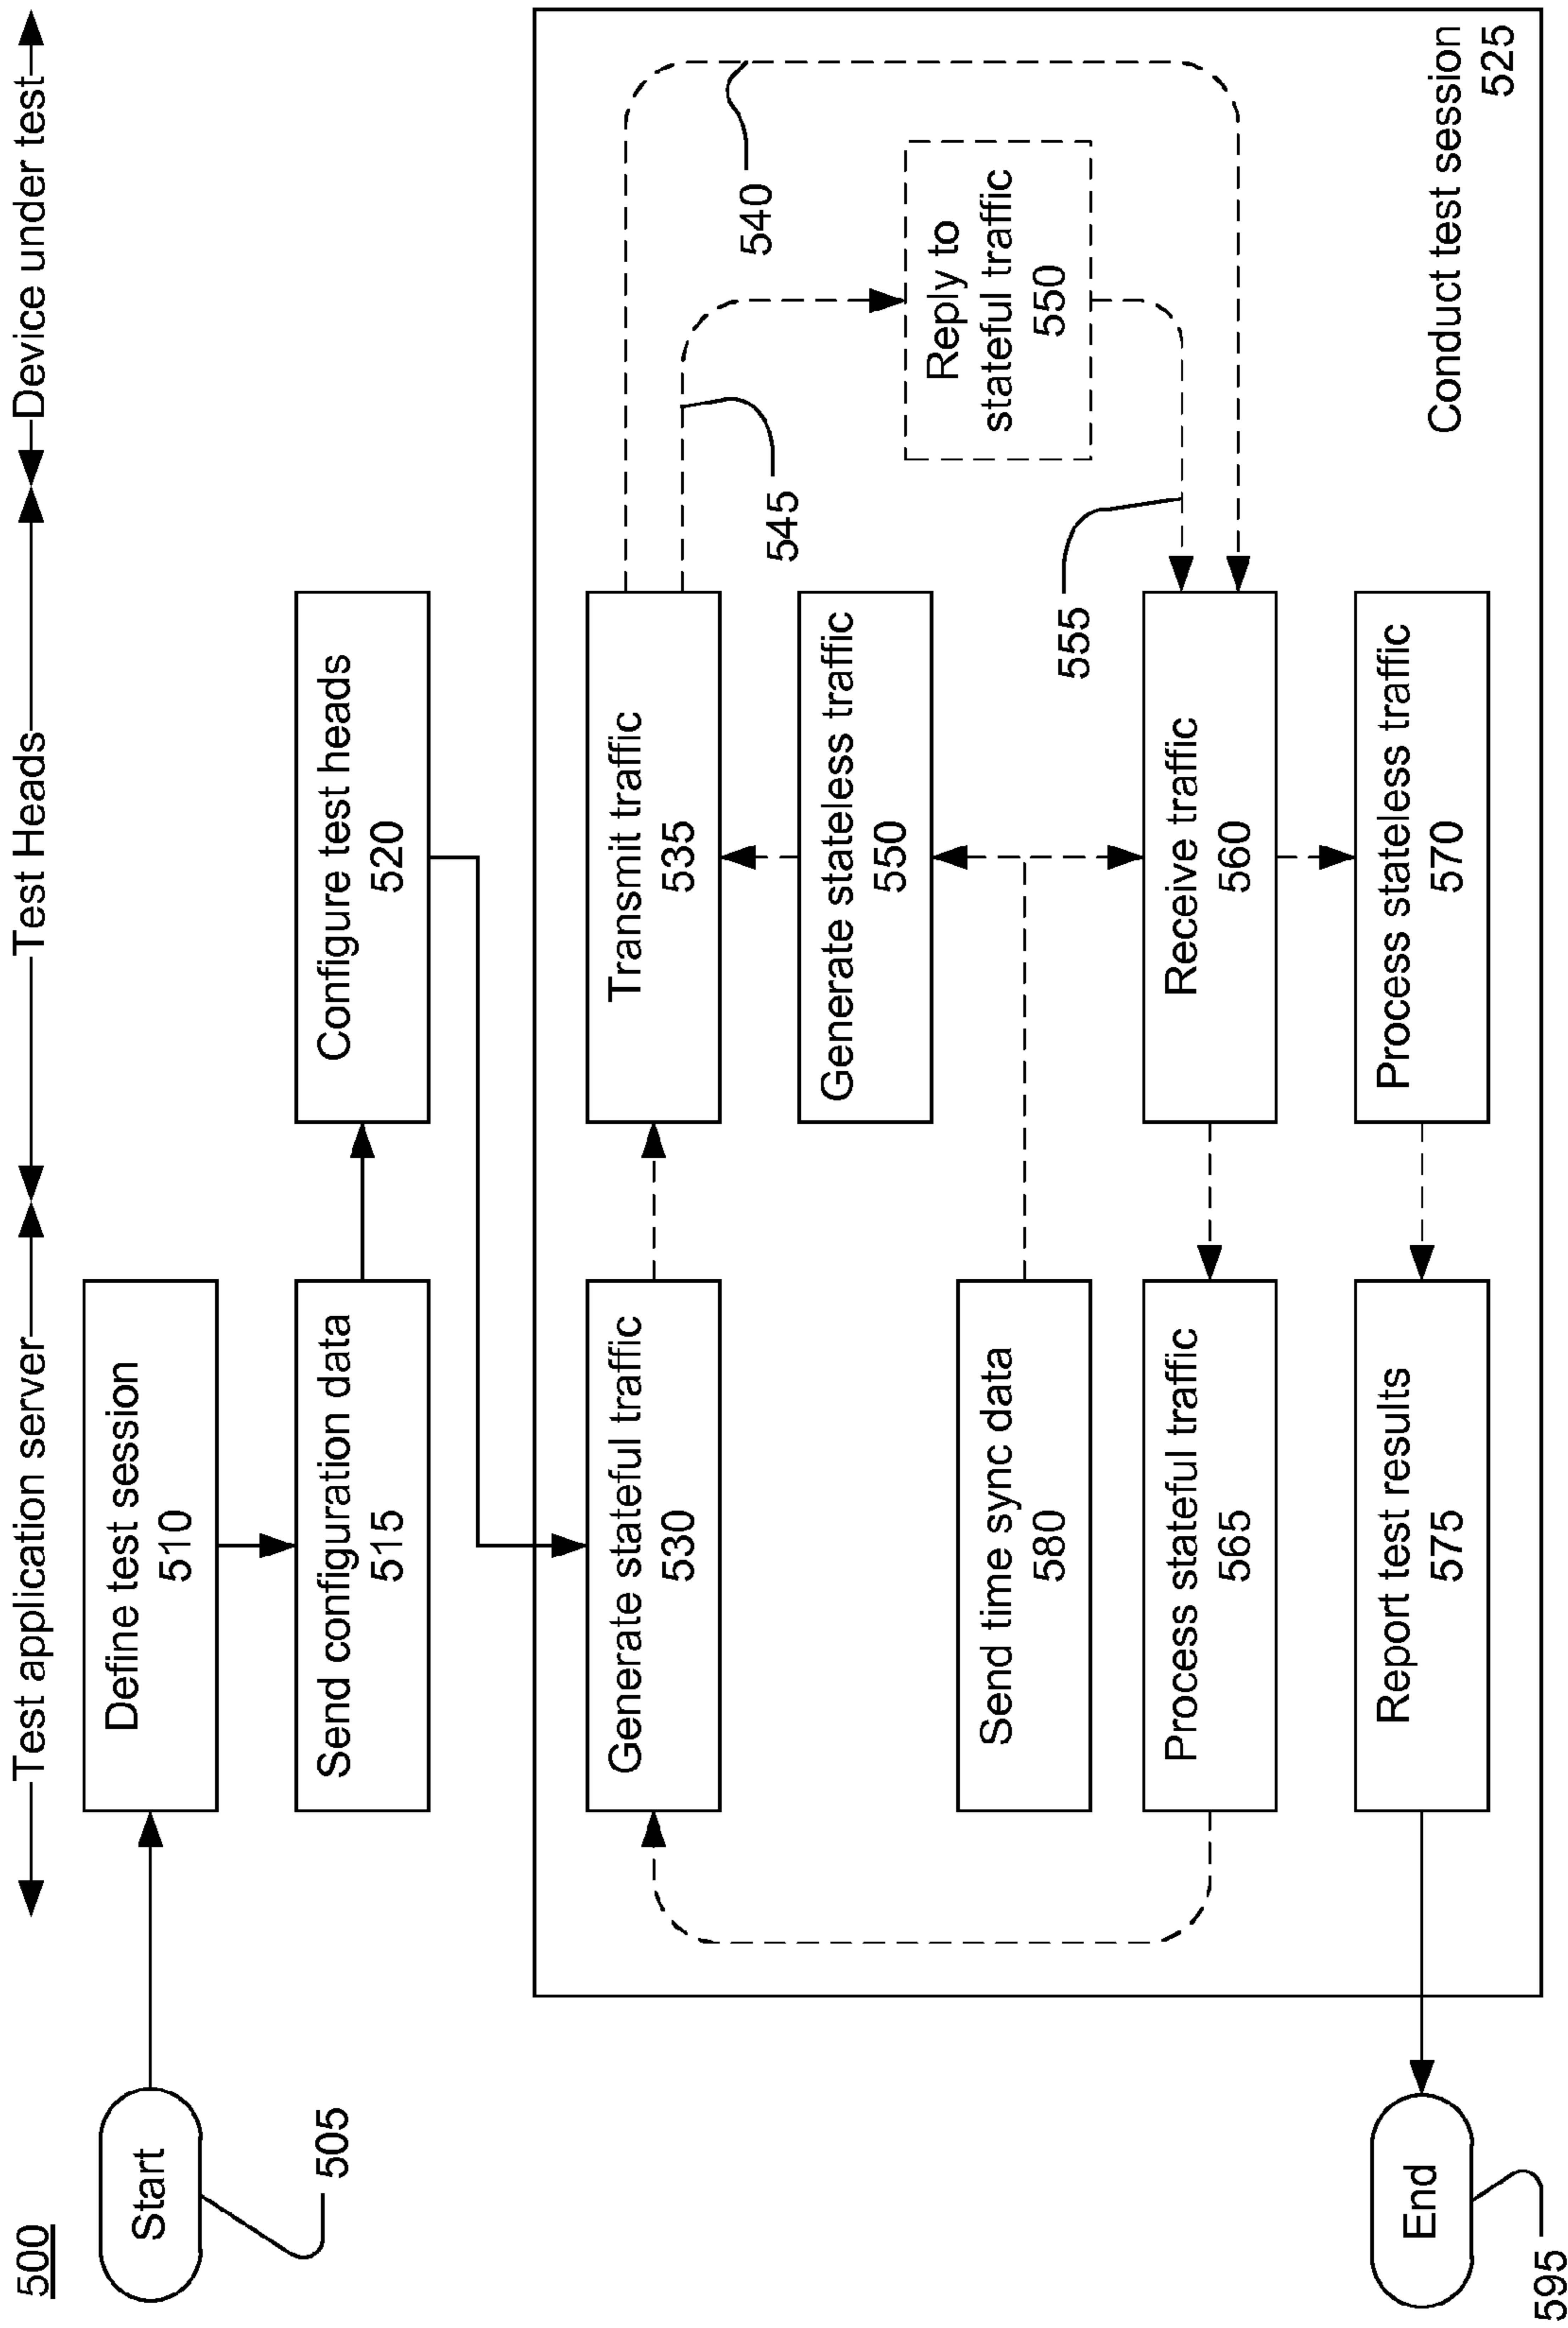 500
Test application server
Test Heads
Device under test
Start
505
Define test session
510
Send configuration data
515
Configure test heads
520
Generate stateful traffic
530
Transmit traffic
535
540
545
Generate stateless traffic
550
Reply to
stateful traffic
550
555
Send time sync data
580
Process stateful traffic
565
Receive traffic
560
Report test results
575
Process stateless traffic
570
Conduct test session
525
End
595